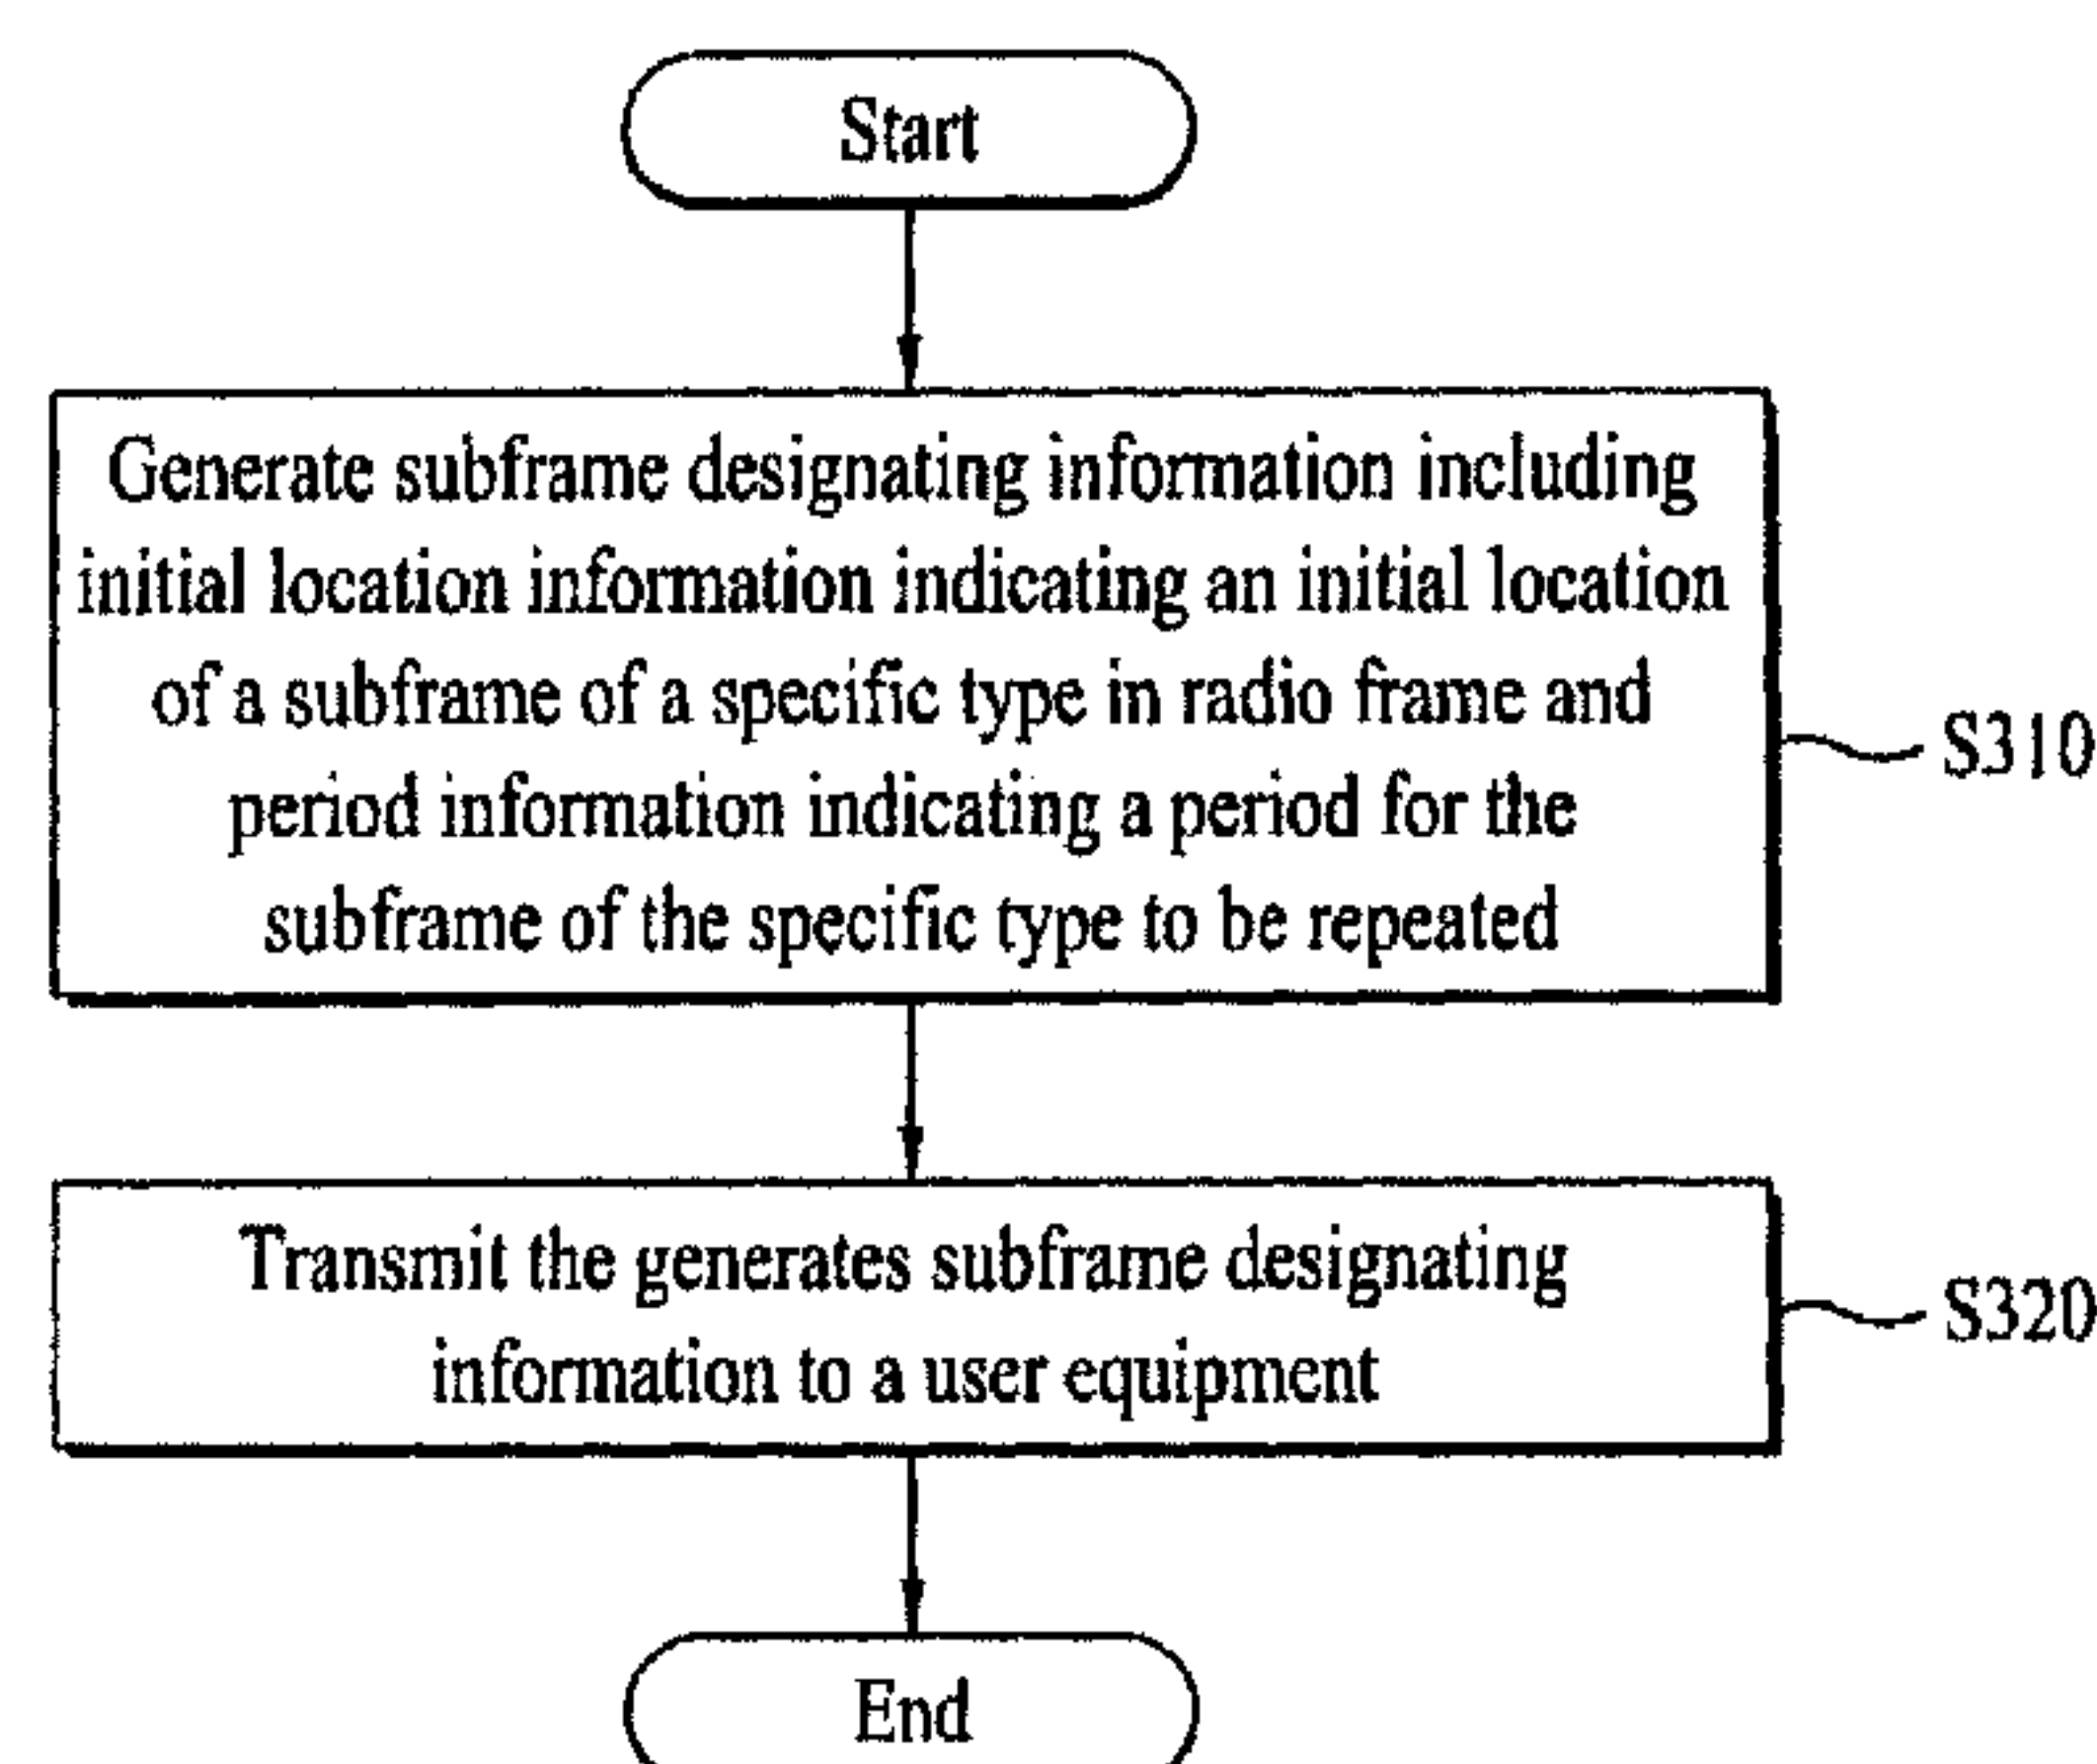 Start
Generate subframe designating information including
initial location information indicating an initial location
of a subframe of a specific type in radio frame and
period information indicating a period for the
subframe of the specific type to be repeated
S310
Transmit the generates subframe designating
information to a user equipment
S320
End